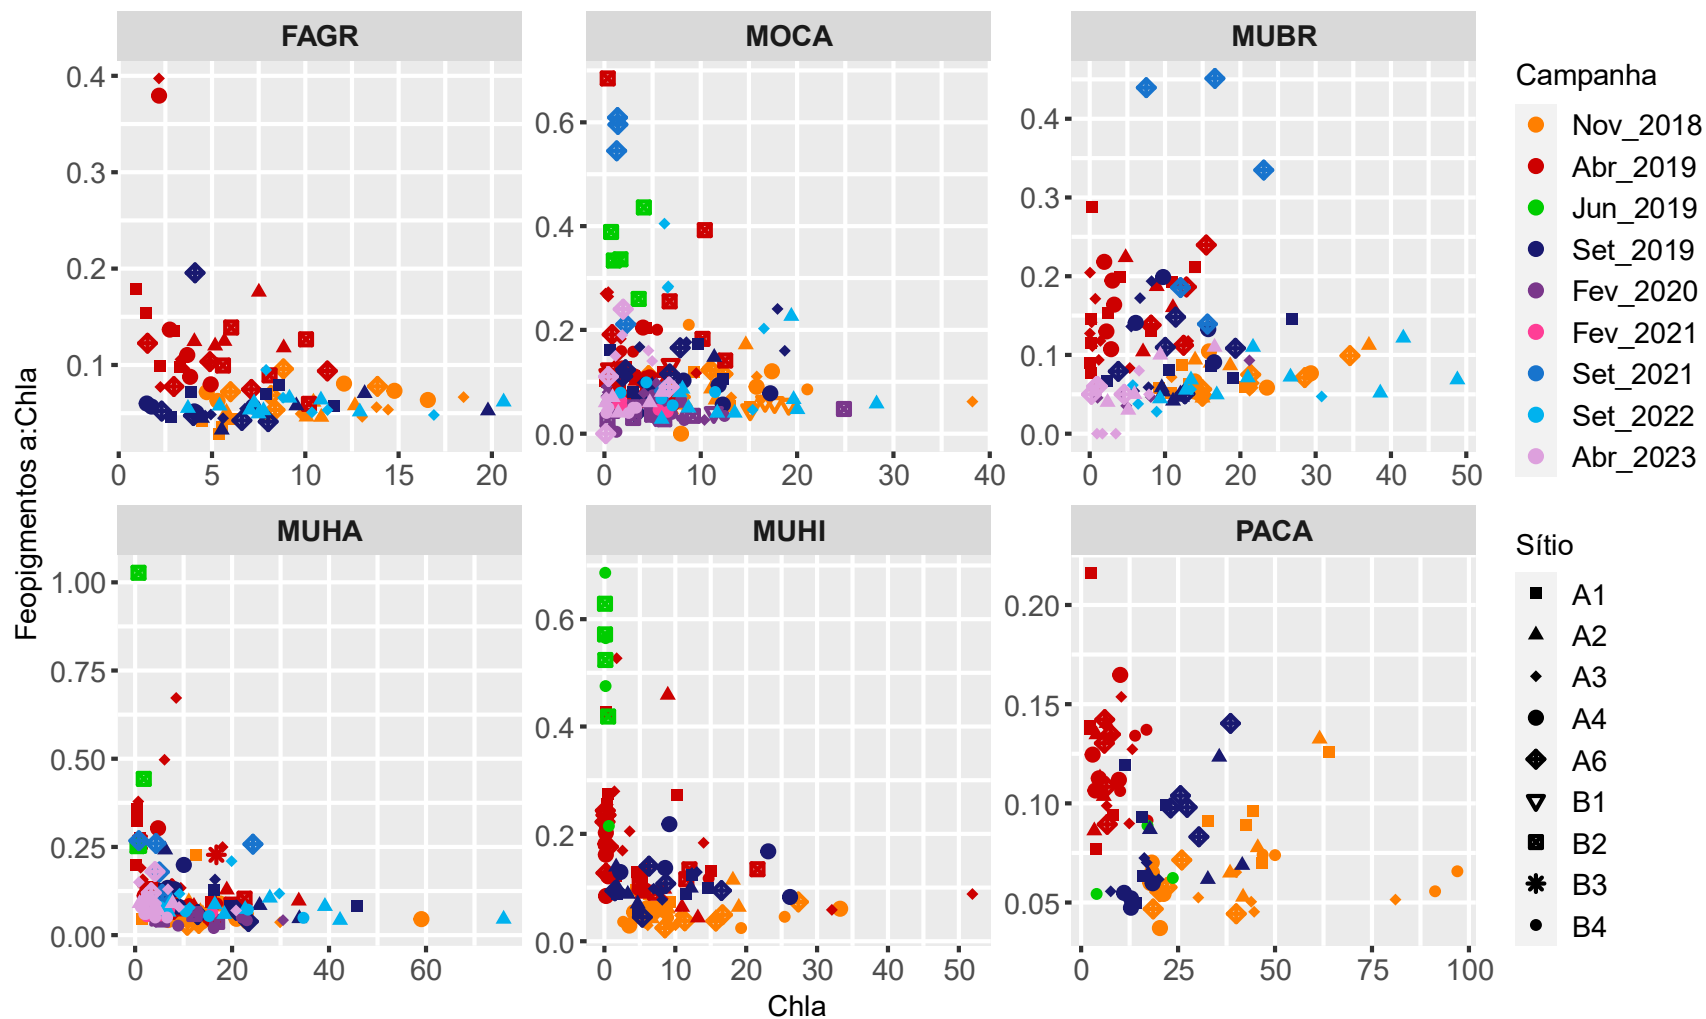 FAGR MOCA MUBR
0.4
0.3
0.2
0.1
0 5 10 15 20
0.6
0.4
0.2
0.0
0 10 20 30 40
0.4
0.3
0.2
0.1
0.0
0 10 20 30 40 50
MUHA MUHI PACA
1.00
0.75
0.50
0.25
0.00
0 20 40 60
0.6
0.4
0.2
0.0
0 10 20 30 40 50
0.20
0.15
0.10
0.05
0 25 50 75 100
Feopigmentos a:Chla
Chla
Campanha
Nov_2018
Abr_2019
Jun_2019
Set_2019
Fev_2020
Fev_2021
Set_2021
Set_2022
Abr_2023
Sítio
A1
A2
A3
A4
A6
B1
B2
B3
B4